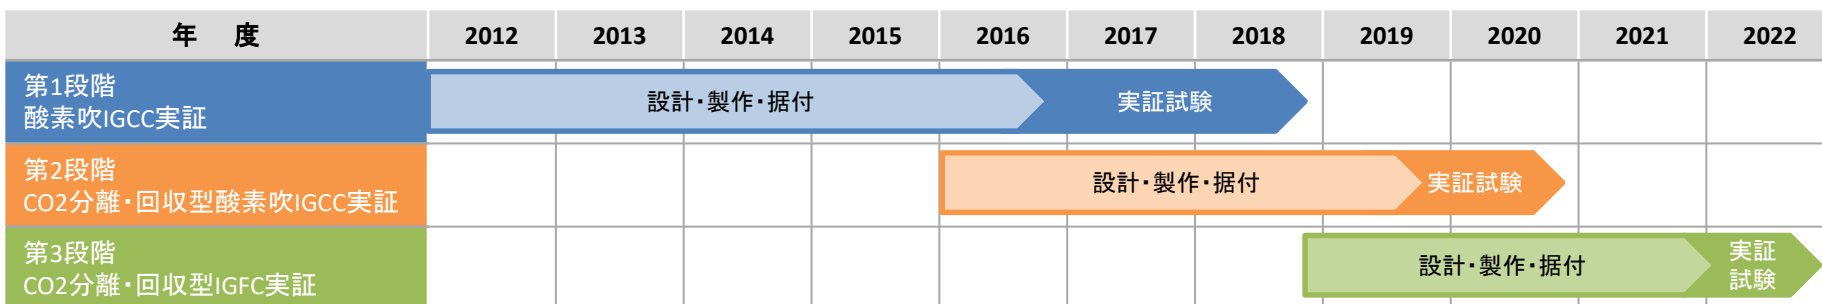 年 度 2012 2013 2014 2015 2016 2017 2018 2019 2020 2021 2022
第1段階
酸素吹IGCC実証
設計・製作・据付
実証試験
第2段階
CO2分離・回収型酸素吹IGCC実証
設計・製作・据付
実証試験
第3段階
CO2分離・回収型IGFC実証
設計・製作・据付
実証
試験